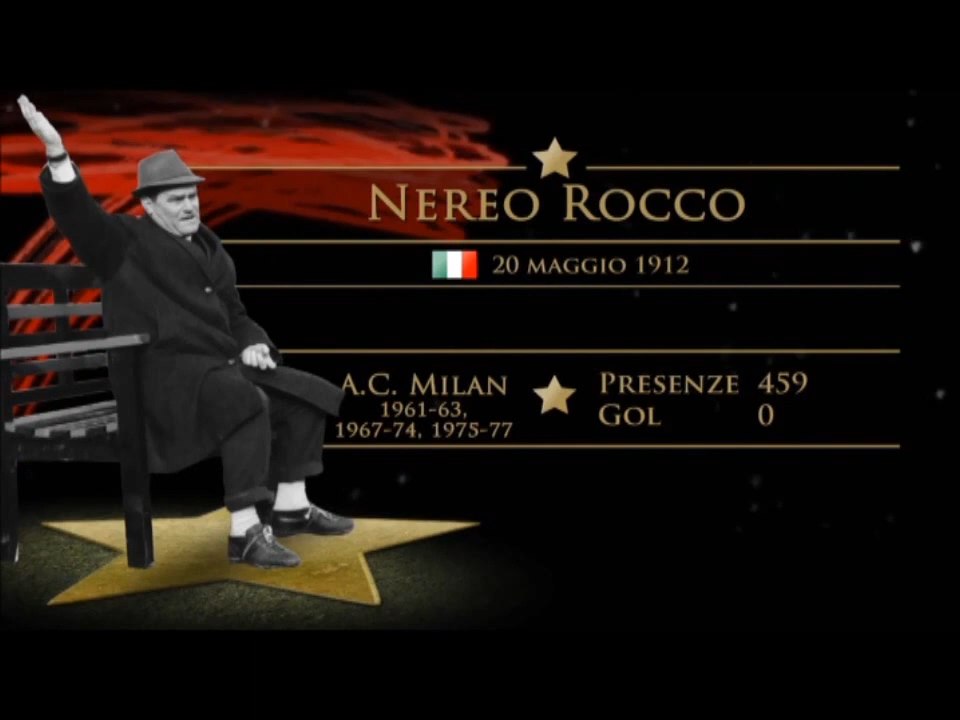 Nereo Rocco
20 maggio 1912
A.C. Milan
1961-63,
1967-74, 1975-77
Presenze 459
Gol 0